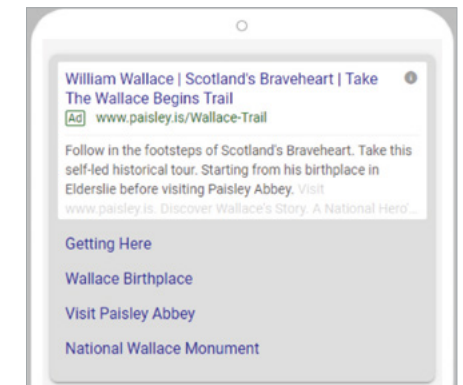 William Wallace | Scotland's Braveheart | Take
The Wallace Begins Trail
Ad www.paisley.is/Wallace-Trail
Follow in the footsteps of Scotland's Braveheart. Take this
self-led historical tour. Starting from his birthplace in
Elderslie before visiting Paisley Abbey. Visit
www.paisley.is. Discover Wallace's Story. A National Hero'...
Getting Here
Wallace Birthplace
Visit Paisley Abbey
National Wallace Monument